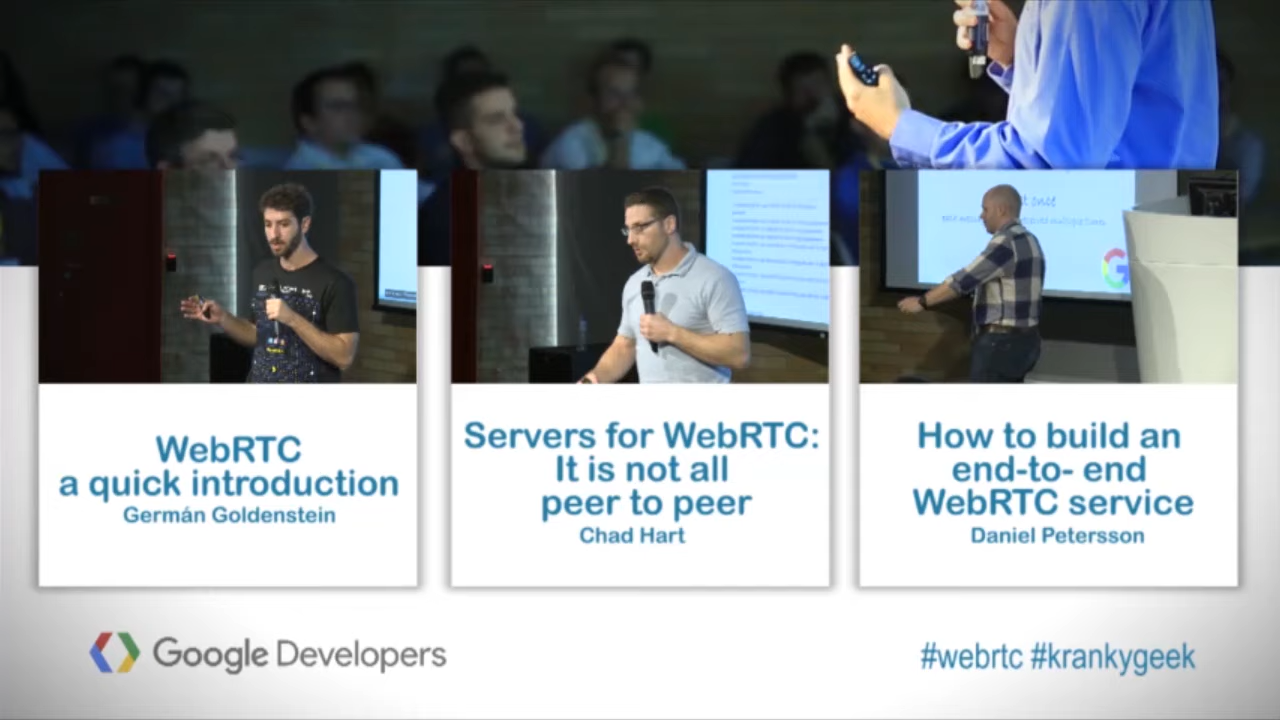 t once
WebRTC
a quick introduction
Germán Goldenstein
Servers for WebRTC:
It is not all
peer to peer
Chad Hart
How to build an
end-to- end
WebRTC service
Daniel Petersson
Google Developers
#webrtc #krankygeek